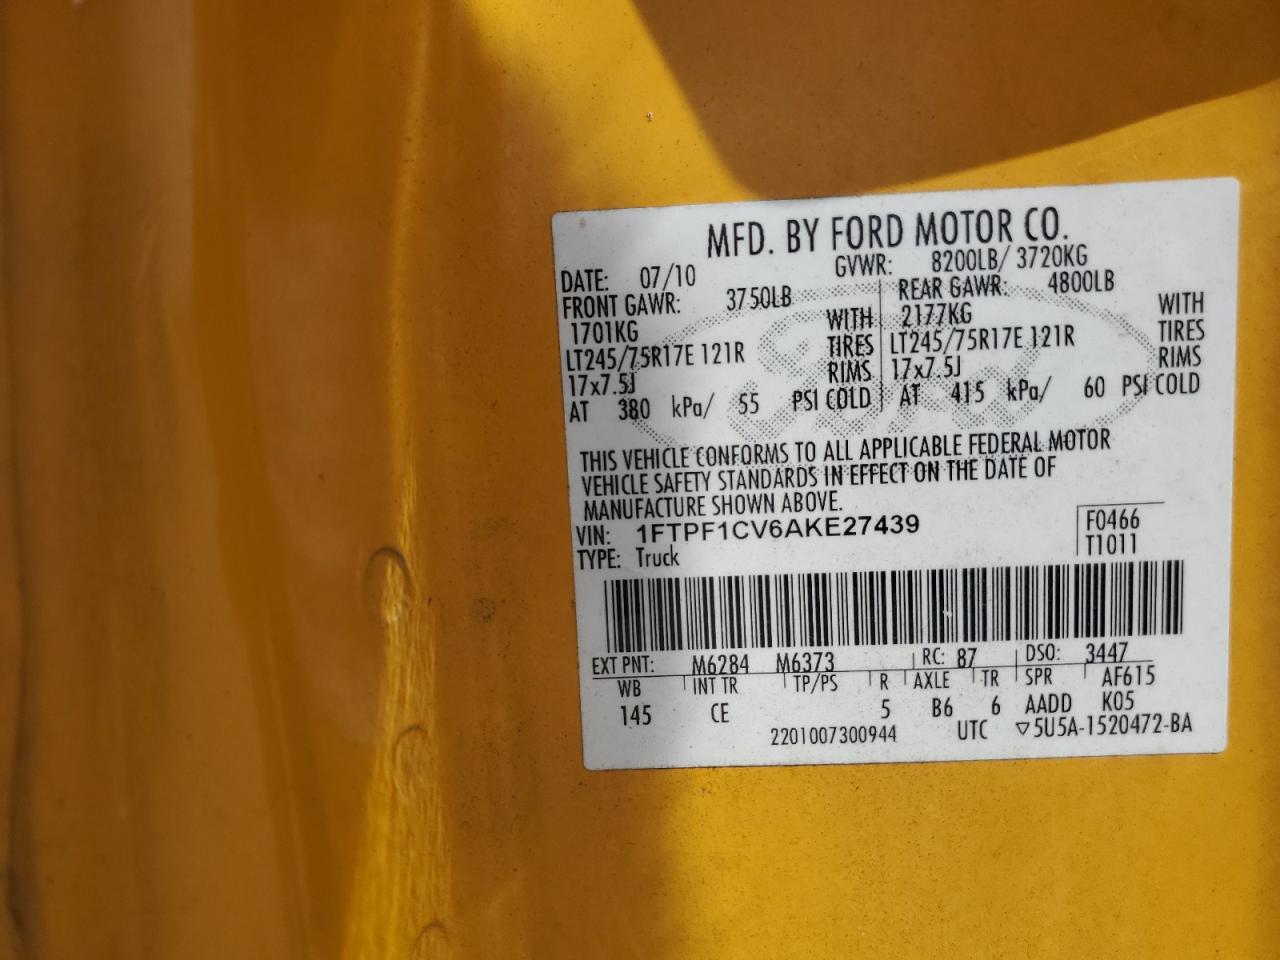 MFD. BY FORD MOTOR CO.
DATE: 07/10 GVWR: 8200LB/ 3720KG
FRONT GAWR: 3750LB REAR GAWR: 4800LB
1701KG WITH 2177KG WITH
LT245/75R17E 121R TIRES LT245/75R17E 121R TIRES
17x7.5J RIMS 17x7.5J RIMS
AT 380 kPa/ 55 PSI COLD AT 415 kPa/ 60 PSI COLD
THIS VEHICLE CONFORMS TO ALL APPLICABLE FEDERAL MOTOR
VEHICLE SAFETY STANDARDS IN EFFECT ON THE DATE OF
MANUFACTURE SHOWN ABOVE.
VIN: 1FTPF1CV6AKE27439 F0466
TYPE: Truck T1011
EXT PNT: M6284 M6373 RC: 87 DSO: 3447
WB INT TR TP/PS R AXLE TR SPR AF615
145 CE 5 B6 6 AADD K05
2201007300944 UTC ▽5U5A-1520472-BA